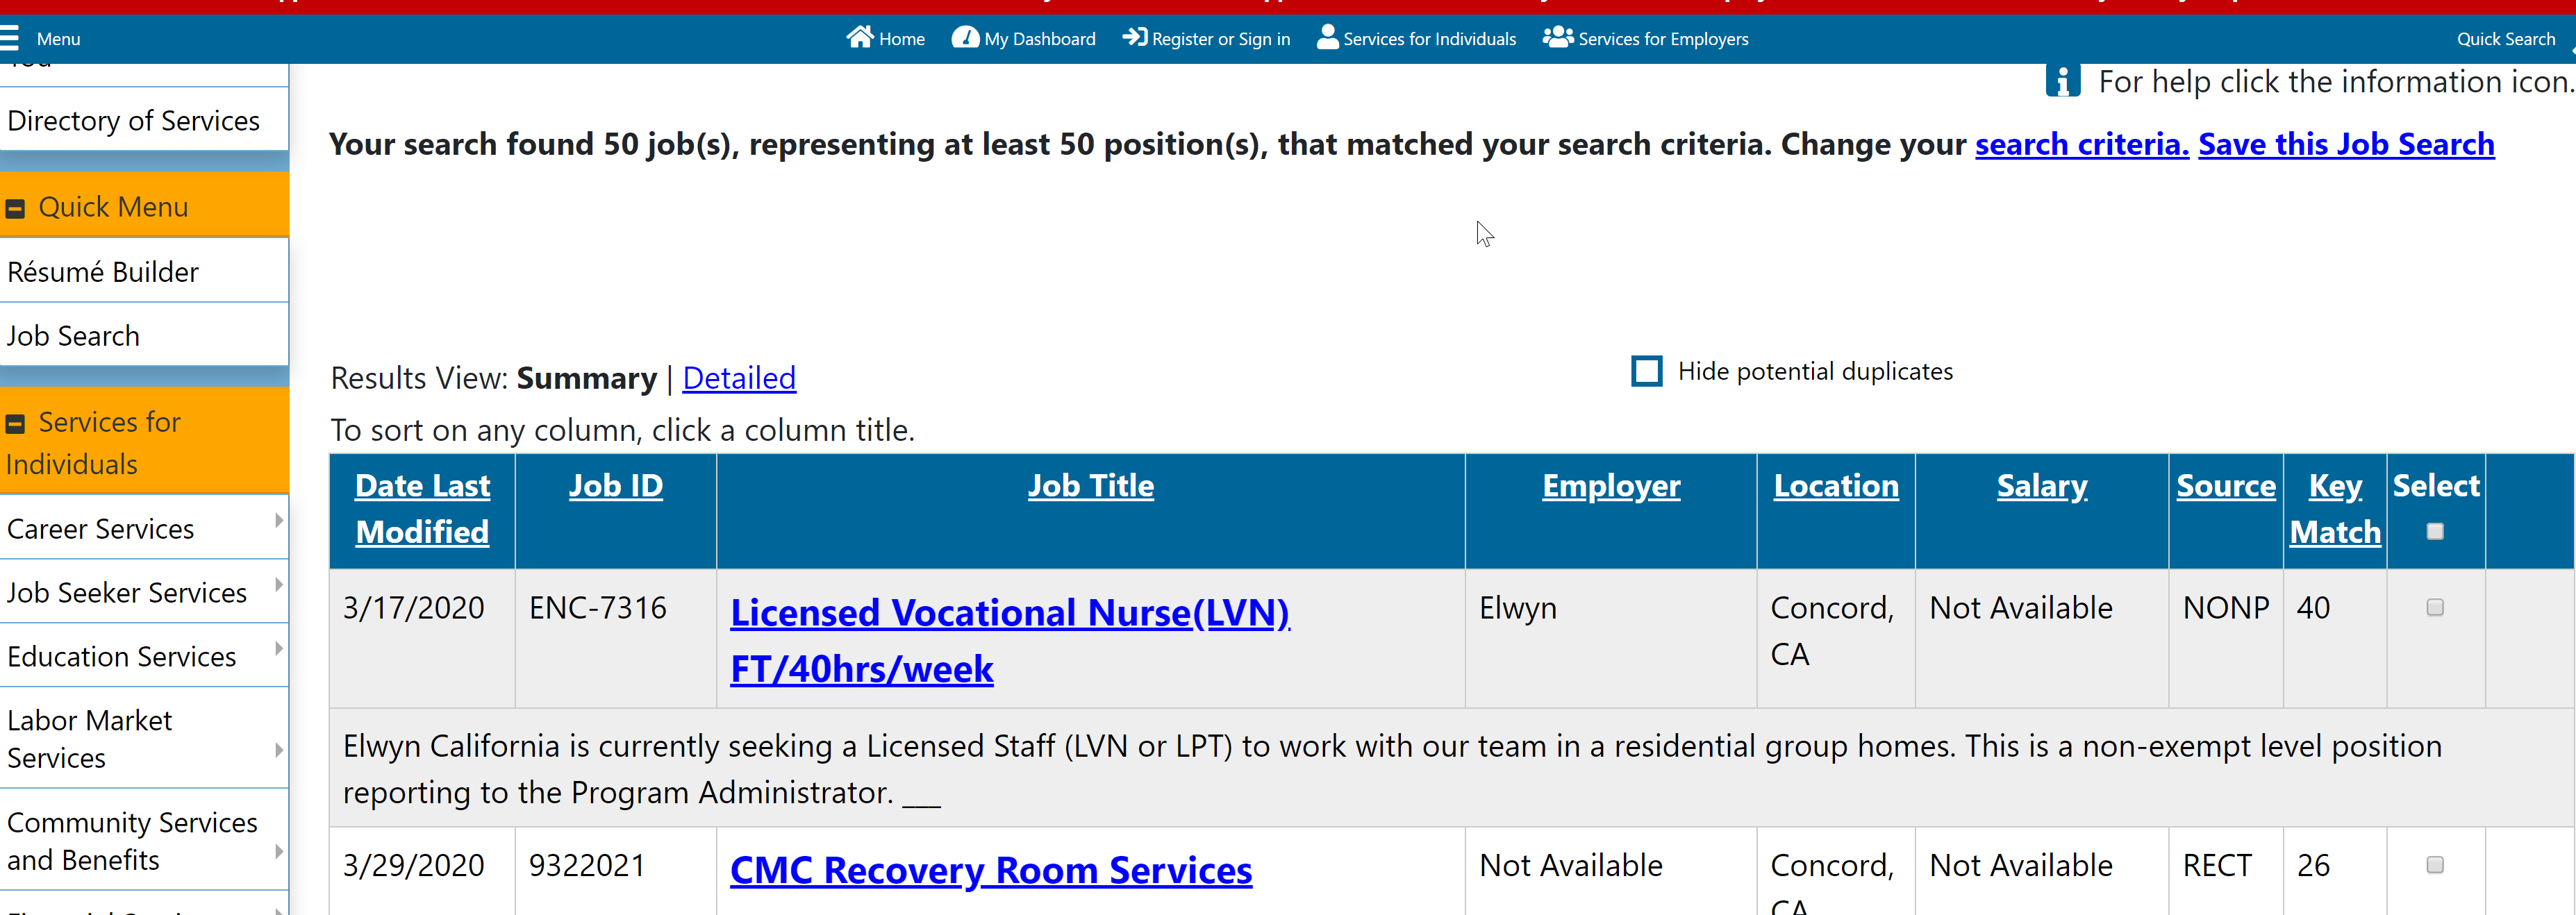 Menu
Home
My Dashboard
Register or Sign in
Services for Individuals
Services for Employers
Quick Search
For help click the information icon.
Directory of Services
Your search found 50 job(s), representing at least 50 position(s), that matched your search criteria. Change your search criteria. Save this Job Search
Quick Menu
Résumé Builder
Job Search
Results View: Summary | Detailed
Hide potential duplicates
To sort on any column, click a column title.
Services for
Individuals
Career Services
Job Seeker Services
Education Services
Labor Market
Services
Community Services
and Benefits
Date Last
Modified
Job ID
Job Title
Employer
Location
Salary
Source
Key
Match
Select
3/17/2020
ENC-7316
Licensed Vocational Nurse(LVN)
FT/40hrs/week
Elwyn
Concord,
CA
Not Available
NONP
40
Elwyn California is currently seeking a Licensed Staff (LVN or LPT) to work with our team in a residential group homes. This is a non-exempt level position
reporting to the Program Administrator. ___
3/29/2020
9322021
CMC Recovery Room Services
Not Available
Concord,
CA
Not Available
RECT
26